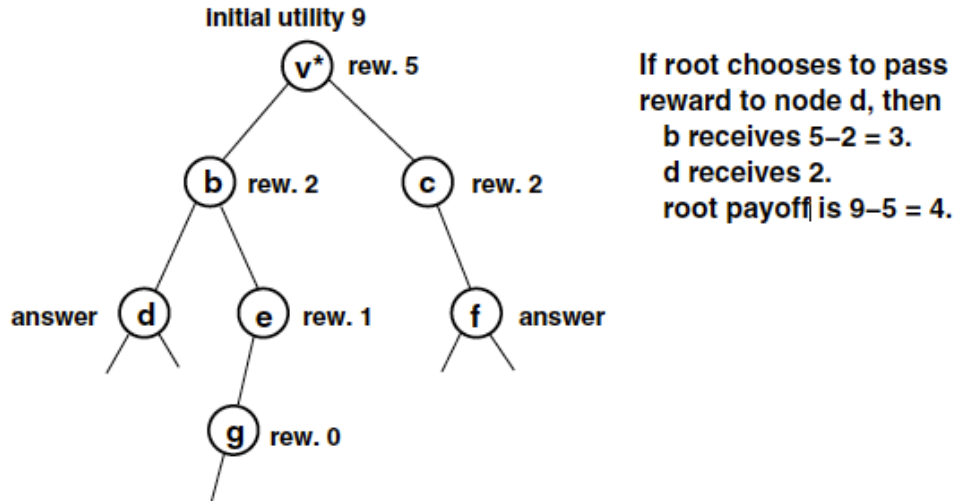 initial utility 9
v* rew. 5
If root chooses to pass
reward to node d, then
b receives 5–2 = 3.
d receives 2.
root payoff is 9–5 = 4.
b rew. 2
c rew. 2
answer d
e rew. 1
f answer
g rew. 0